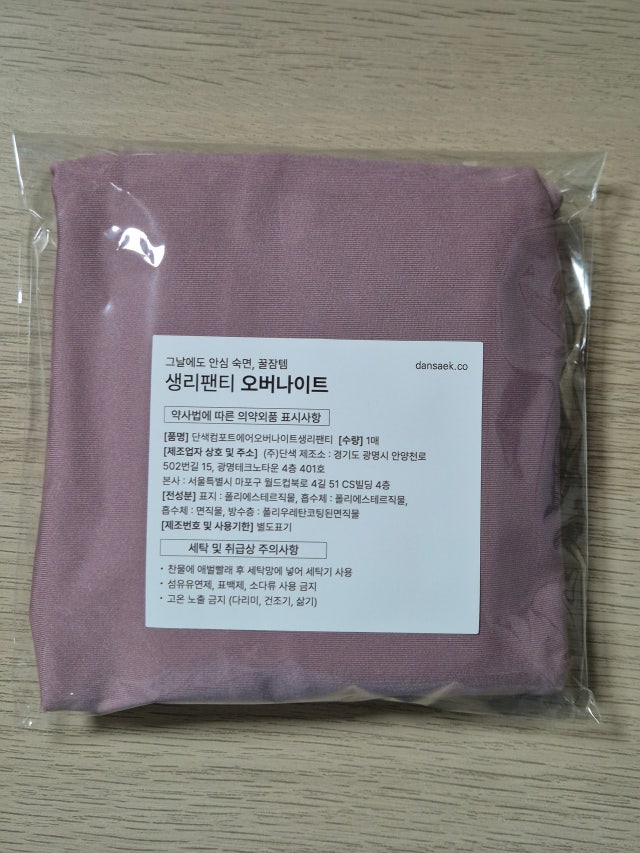 그날에도 안심 숙면, 꿀잠템
dansaek.co
생리팬티 오버나이트
약사법에 따른 의약외품 표시사항
[품명] 단색컴포트에어오버나이트생리팬티 [수량] 1매
[제조업자 상호 및 주소] (주)단색 제조소 : 경기도 광명시 안양천로
502번길 15, 광명테크노타운 4층 401호
본사 : 서울특별시 마포구 월드컵북로 4길 51 CS빌딩 4층
[전성분] 표지 : 폴리에스테르직물, 흡수체 : 폴리에스테르직물,
흡수체 : 면직물, 방수층 : 폴리우레탄코팅된면직물
[제조번호 및 사용기한] 별도표기
세탁 및 취급상 주의사항
• 찬물에 애벌빨래 후 세탁망에 넣어 세탁기 사용
• 섬유유연제, 표백제, 소다류 사용 금지
• 고온 노출 금지 (다리미, 건조기, 삶기)